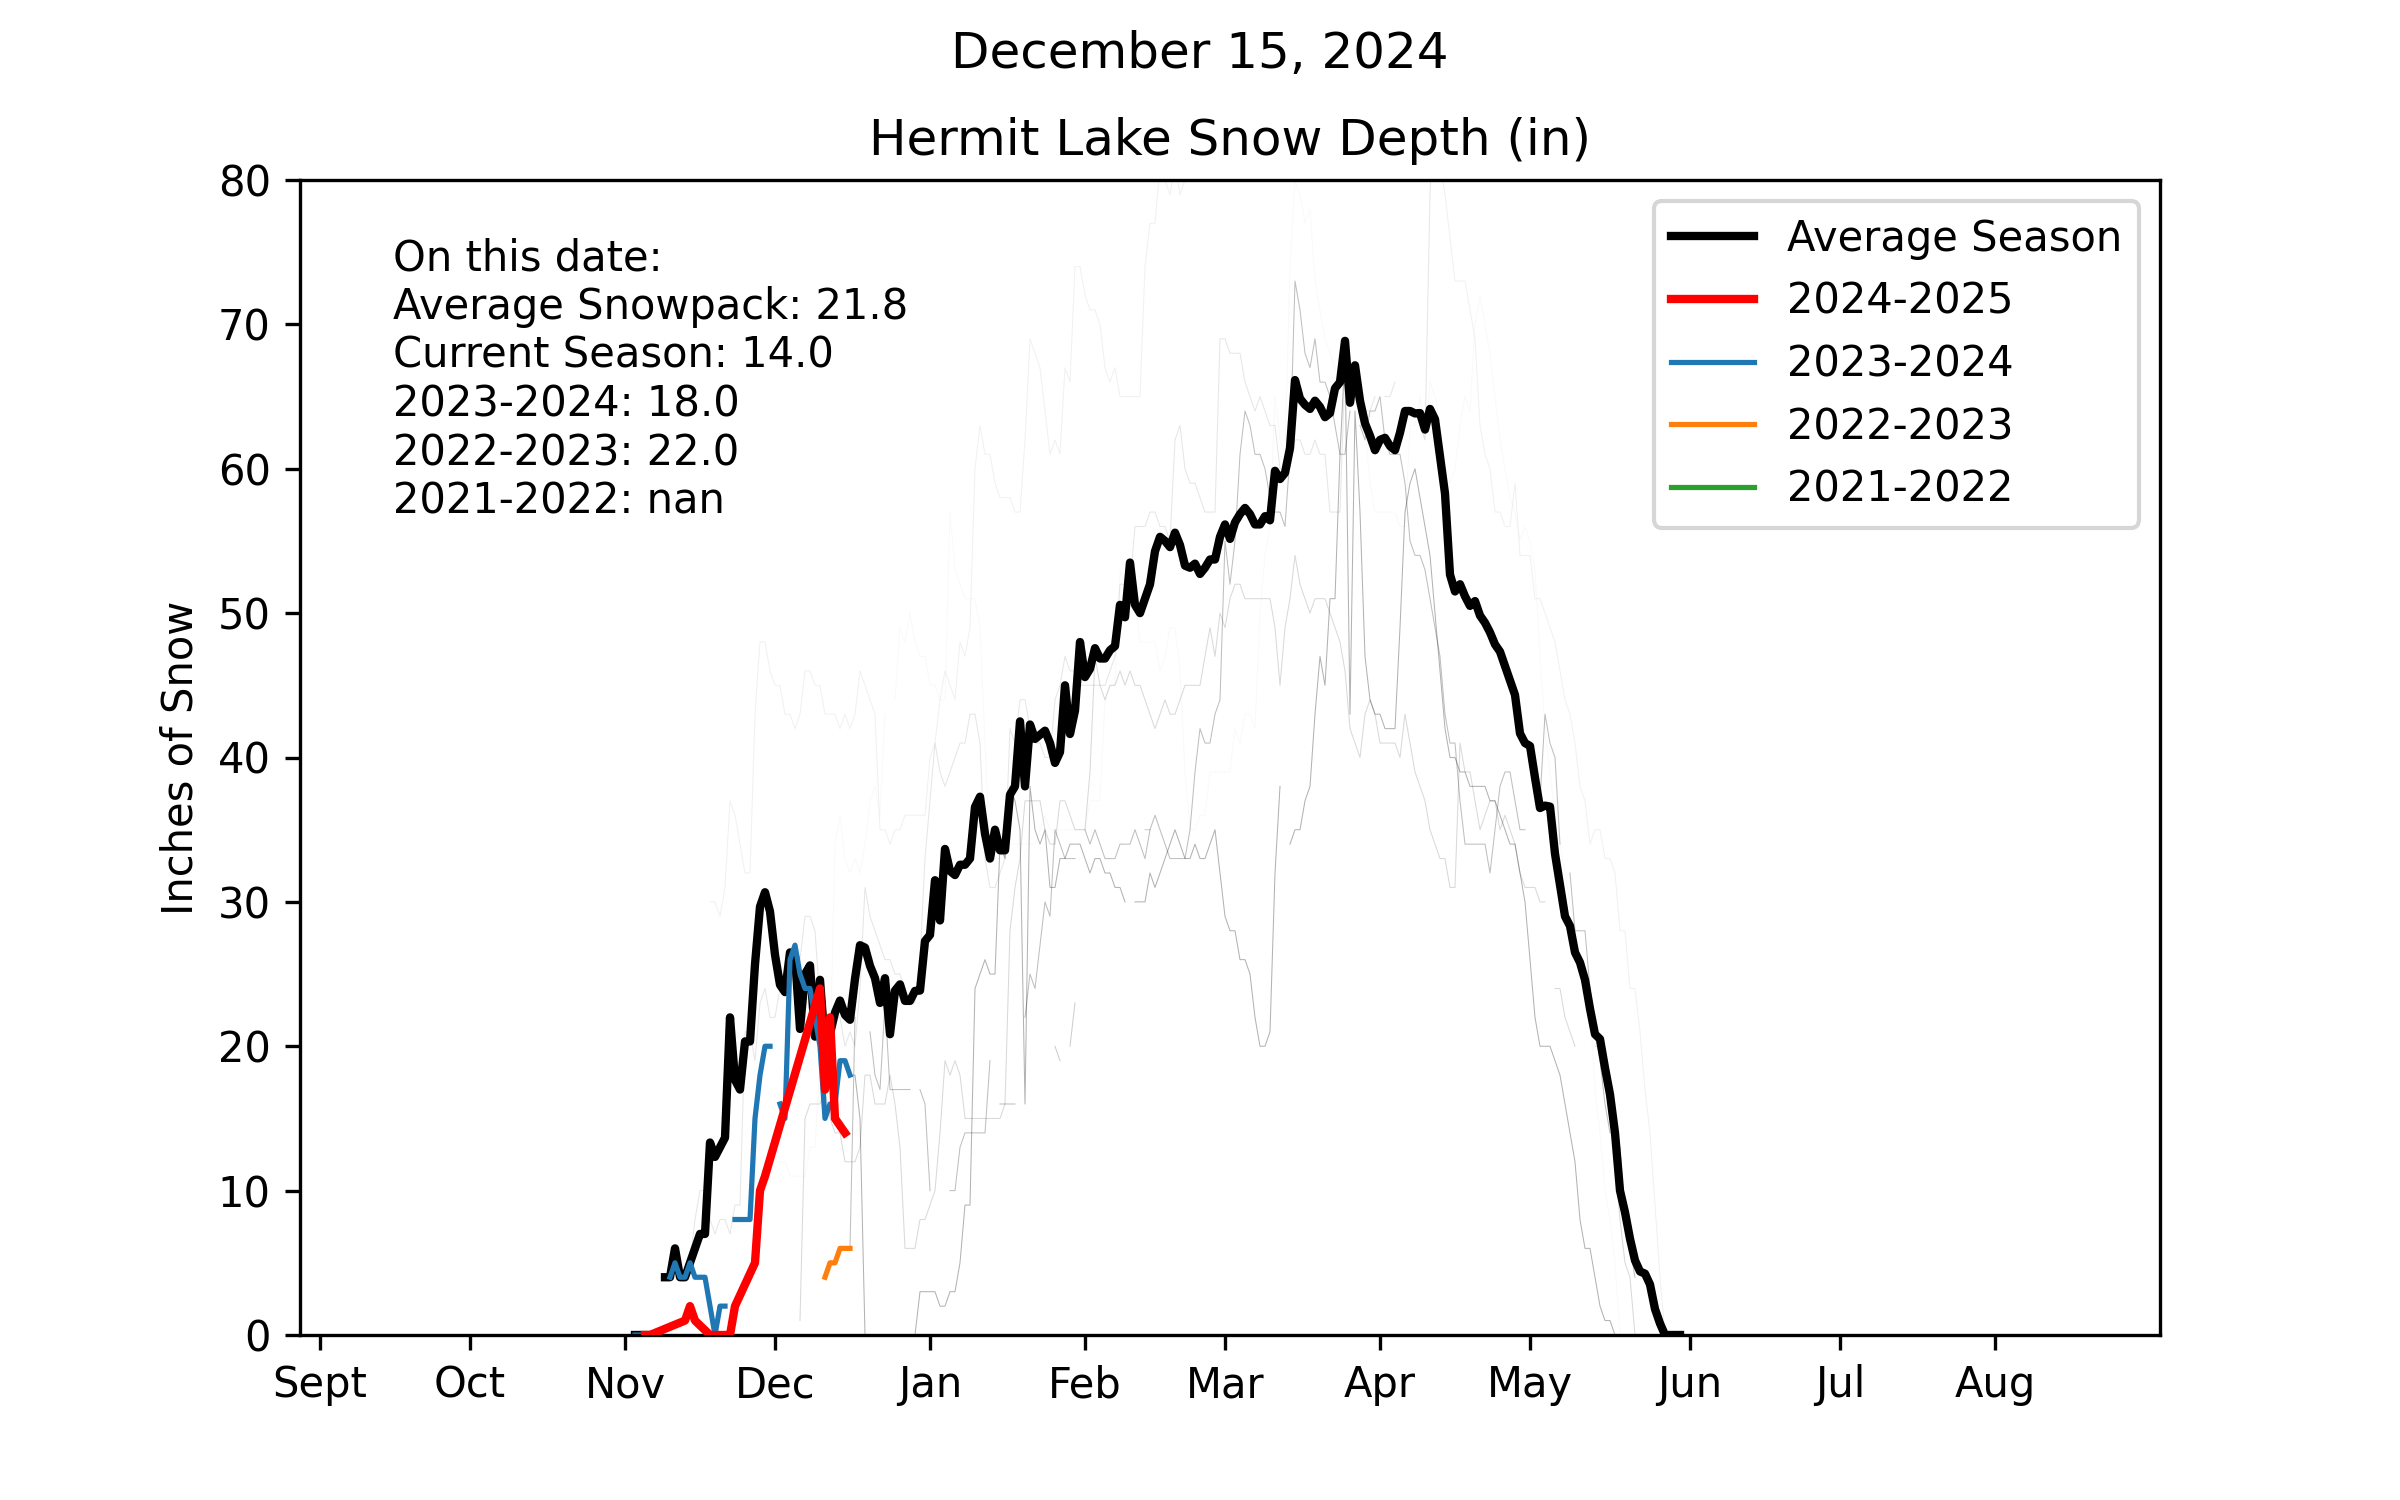 December 15, 2024
Hermit Lake Snow Depth (in)
80
70
60
50
40
30
20
10
0
Inches of Snow
On this date:
Average Snowpack: 21.8
Current Season: 14.0
2023-2024: 18.0
2022-2023: 22.0
2021-2022: nan
Average Season
2024-2025
2023-2024
2022-2023
2021-2022
Sept Oct Nov Dec Jan Feb Mar Apr May Jun Jul Aug